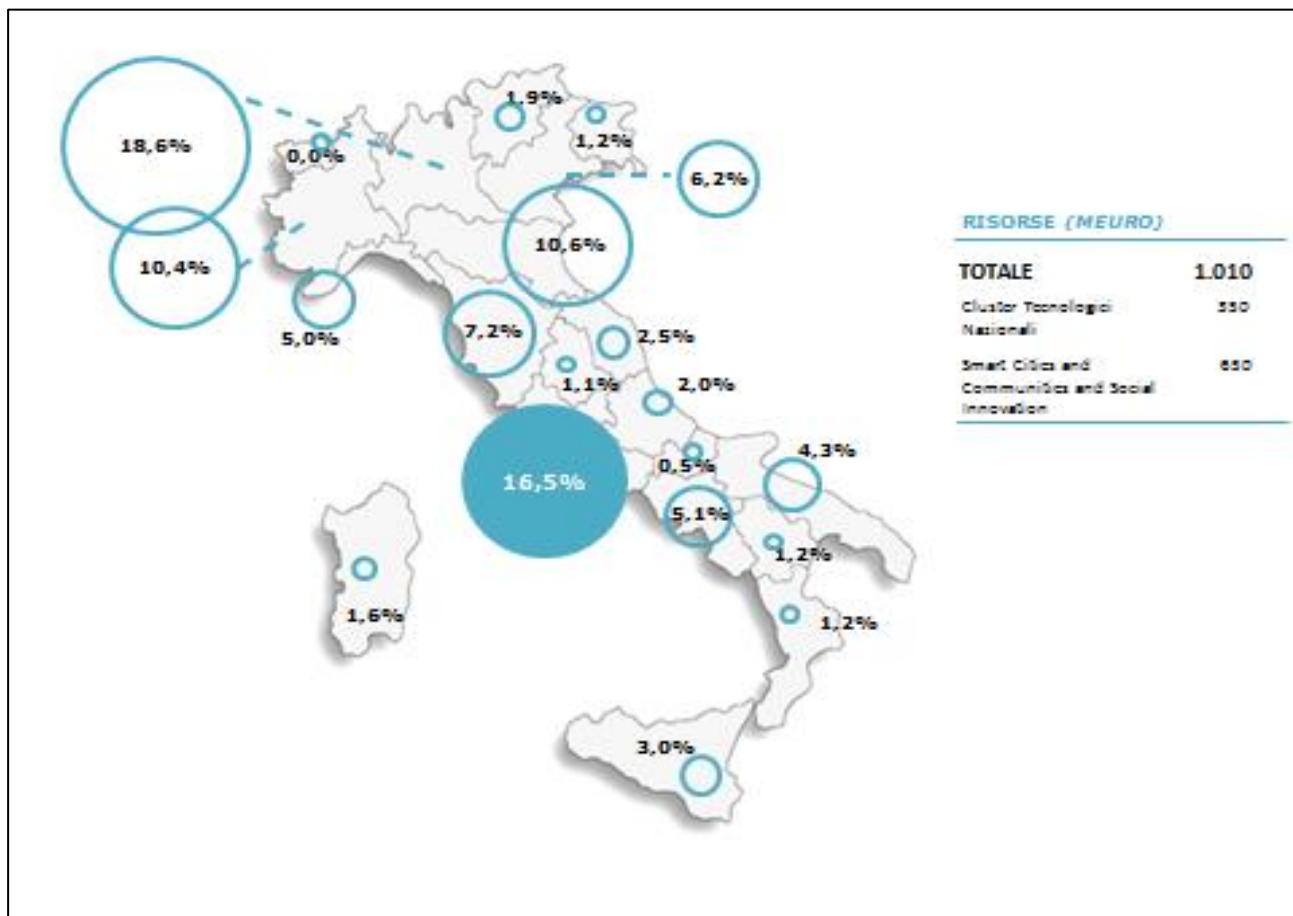 1,9%
18,6%
0,0%
1,2%
6,2%
10,6%
10,4%
5,0%
7,2%
2,5%
1,1%
2,0%
16,5%
0,5%
4,3%
5,1%
1,2%
1,6%
1,2%
3,0%
RISORSE (MEURO)
TOTALE 1.010
Cluster Tecnologici
Nazionali
Smart Cities and
Communities and Social
Innovation